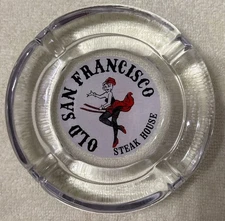 OLD SAN FRANCISCO
STEAK HOUSE